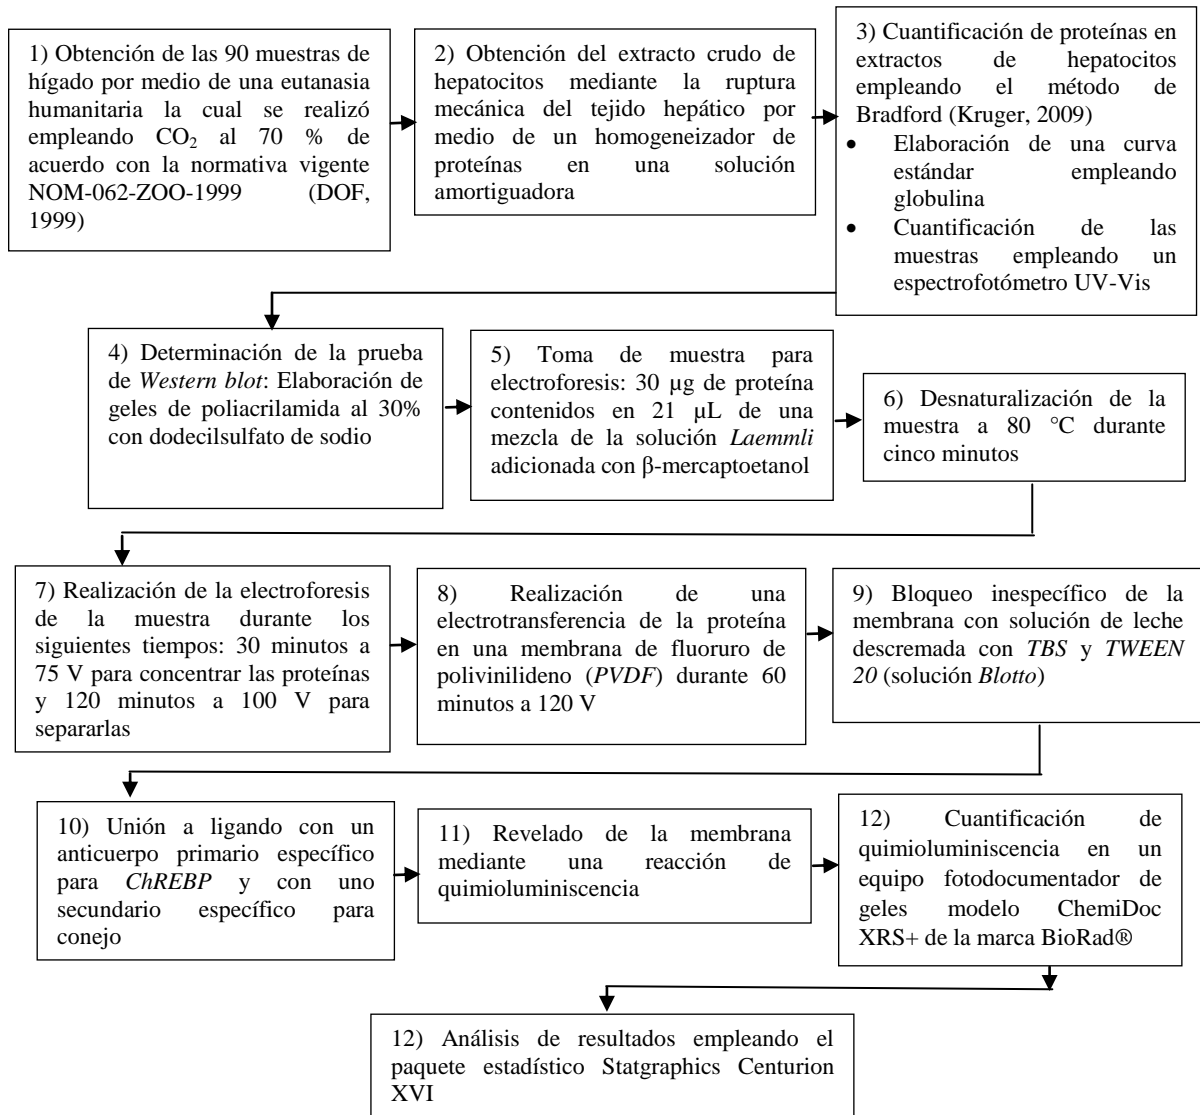 1) Obtención de las 90 muestras de
hígado por medio de una eutanasia
humanitaria la cual se realizó
empleando CO₂ al 70 % de
acuerdo con la normativa vigente
NOM-062-ZOO-1999 (DOF,
1999)
2) Obtención del extracto crudo de
hepatocitos mediante la ruptura
mecánica del tejido hepático por
medio de un homogeneizador de
proteínas en una solución
amortiguadora
3) Cuantificación de proteínas en
extractos de hepatocitos
empleando el método de
Bradford (Kruger, 2009)
• Elaboración de una curva
estándar empleando
globulina
• Cuantificación de las
muestras empleando un
espectrofotómetro UV-Vis
4) Determinación de la prueba
de Western blot: Elaboración de
geles de poliacrilamida al 30%
con dodecilsulfato de sodio
5) Toma de muestra para
electroforesis: 30 µg de proteína
contenidos en 21 µL de una
mezcla de la solución Laemmli
adicionada con β-mercaptoetanol
6) Desnaturalización de la
muestra a 80 °C durante
cinco minutos
7) Realización de la electroforesis
de la muestra durante los
siguientes tiempos: 30 minutos a
75 V para concentrar las proteínas
y 120 minutos a 100 V para
separarlas
8) Realización de una
electrotransferencia de la proteína
en una membrana de fluoruro de
polivinilideno (PVDF) durante 60
minutos a 120 V
9) Bloqueo inespecífico de la
membrana con solución de leche
descremada con TBS y TWEEN
20 (solución Blotto)
10) Unión a ligando con un
anticuerpo primario específico
para ChREBP y con uno
secundario específico para
conejo
11) Revelado de la membrana
mediante una reacción de
quimioluminiscencia
12) Cuantificación de
quimioluminiscencia en un
equipo fotodocumentador de
geles modelo ChemiDoc
XRS+ de la marca BioRad®
12) Análisis de resultados empleando el
paquete estadístico Statgraphics Centurion
XVI